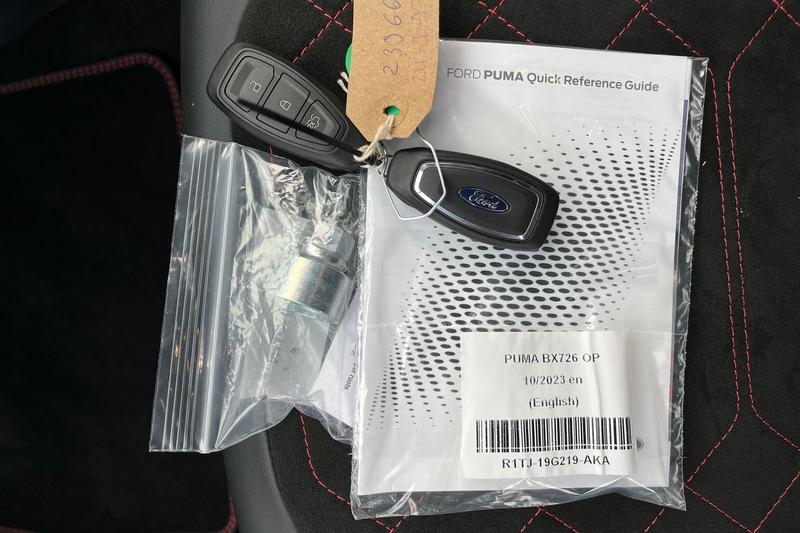 FORD PUMA Quick Reference Guide
Ford
PUMA BX726 OP
10/2023 en
(English)
R1TJ-19G219-AKA